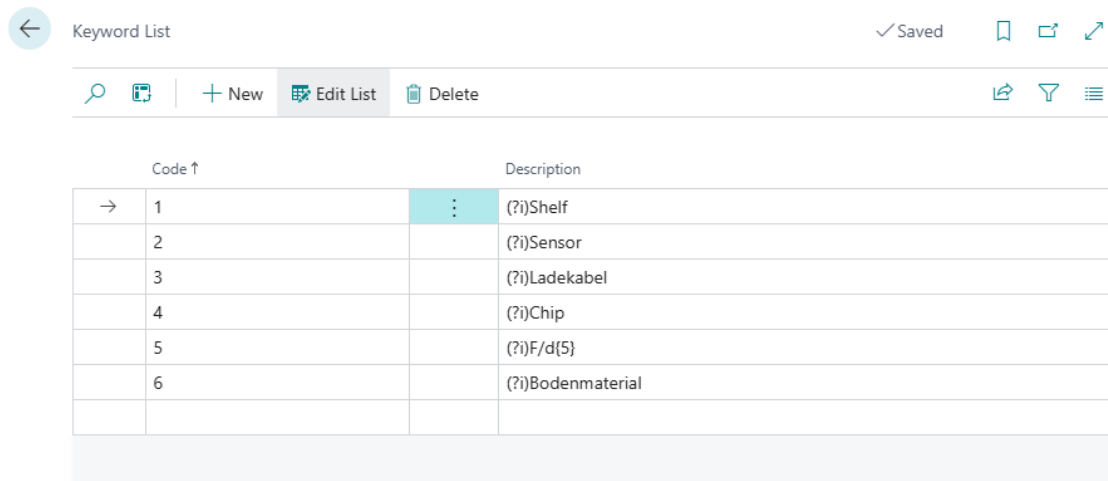 Keyword List
Saved
New
Edit List
Delete
Code ↑ Description
1 (?i)Shelf
2 (?i)Sensor
3 (?i)Ladekabel
4 (?i)Chip
5 (?i)F/d{5}
6 (?i)Bodenmaterial